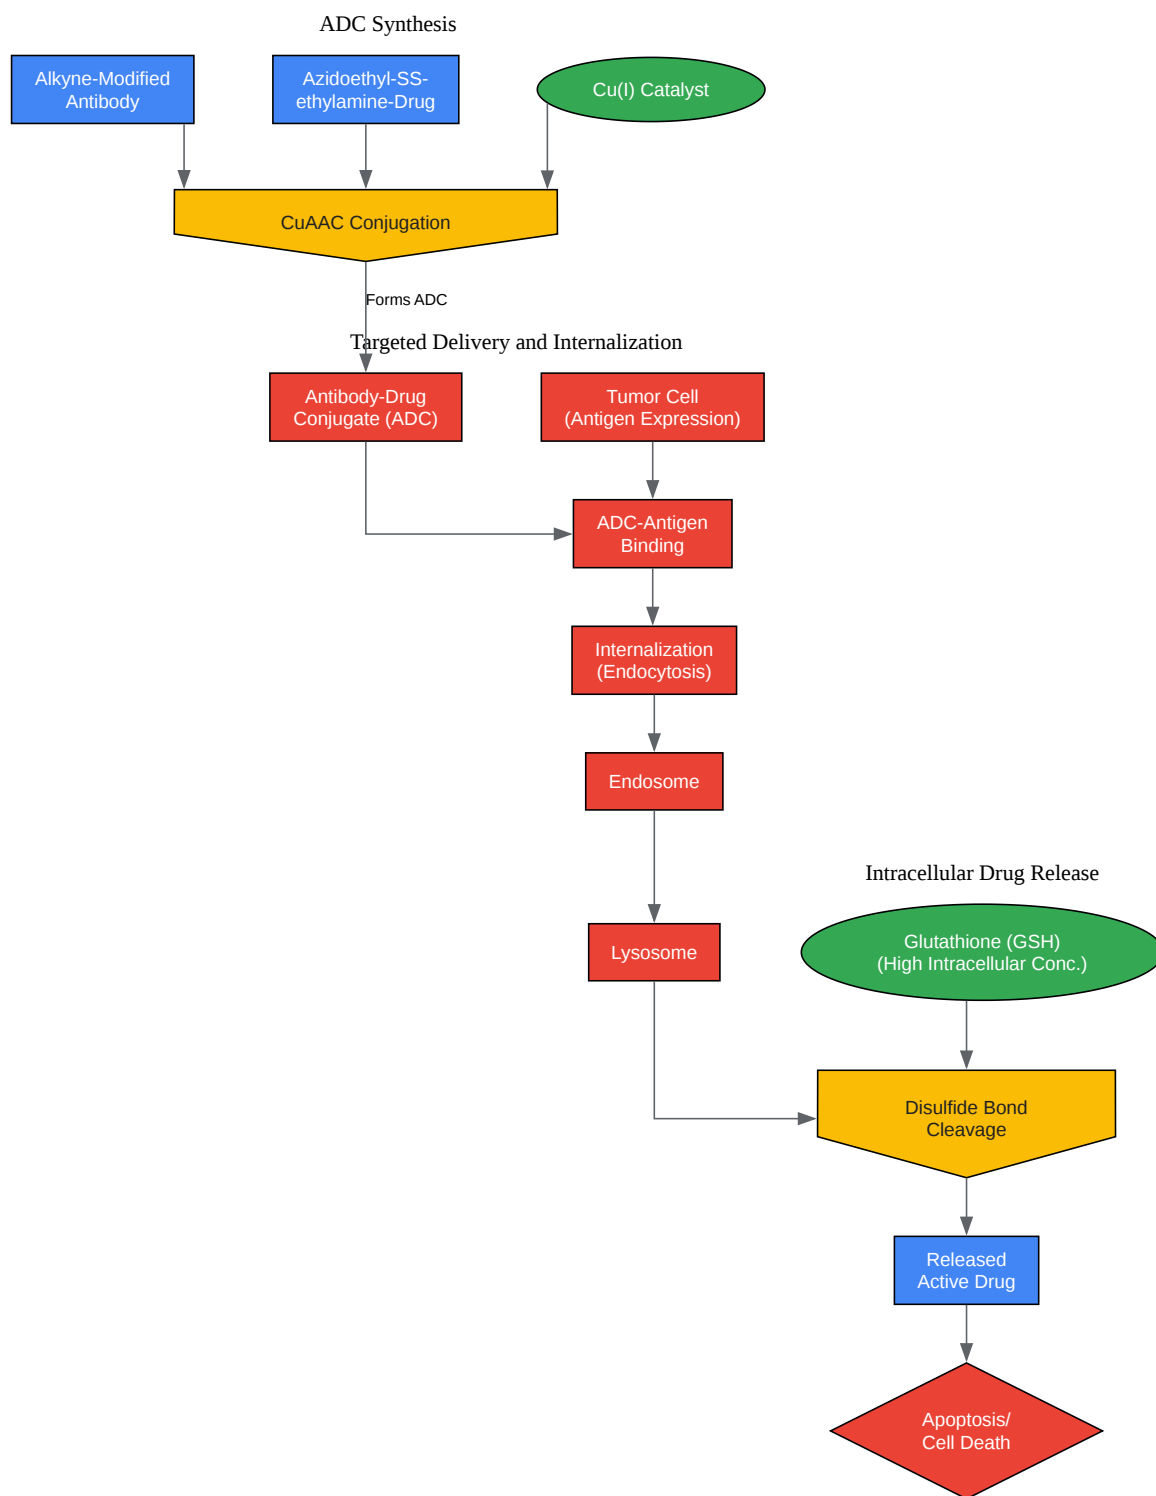 ADC Synthesis
Alkyne-Modified
Antibody
Azidoethyl-SS-
ethylamine-Drug
Cu(I) Catalyst
CuAAC Conjugation
Forms ADC
Targeted Delivery and Internalization
Antibody-Drug
Conjugate (ADC)
Tumor Cell
(Antigen Expression)
ADC-Antigen
Binding
Internalization
(Endocytosis)
Endosome
Intracellular Drug Release
Lysosome
Glutathione (GSH)
(High Intracellular Conc.)
Disulfide Bond
Cleavage
Released
Active Drug
Apoptosis/
Cell Death